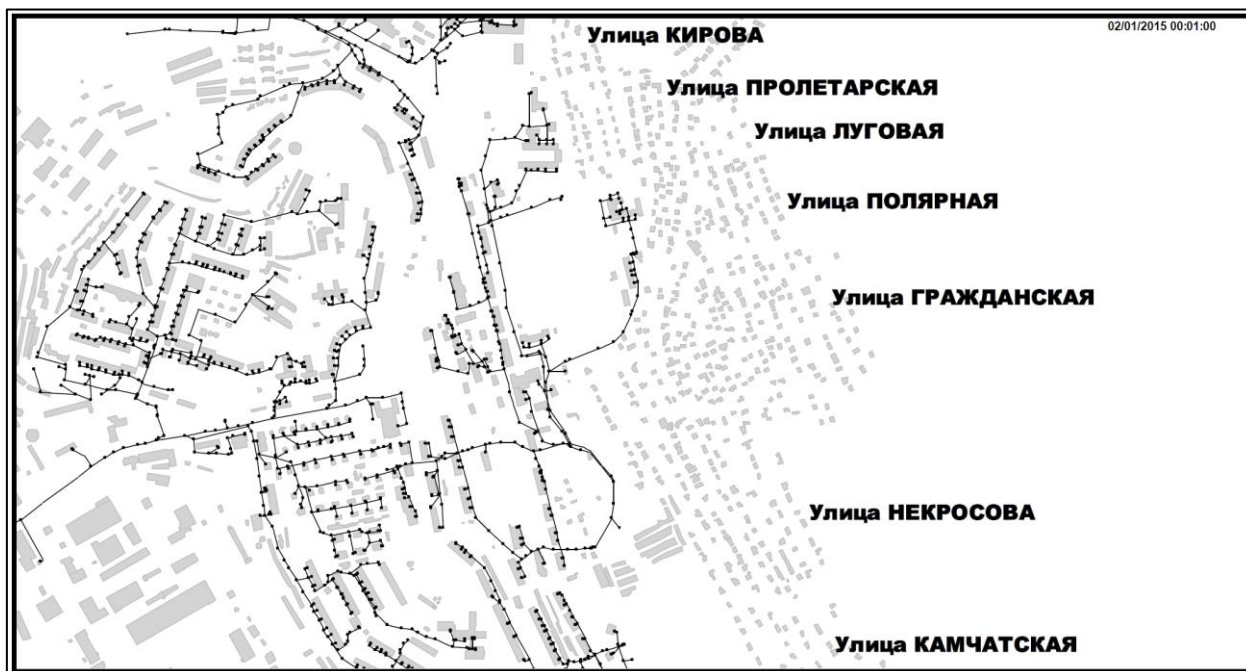 02/01/2015 00:01:00
Улица КИРОВА
Улица ПРОЛЕТАРСКАЯ
Улица ЛУГОВАЯ
Улица ПОЛЯРНАЯ
Улица ГРАЖДАНСКАЯ
Улица НЕКРОСОВА
Улица КАМЧАТСКАЯ